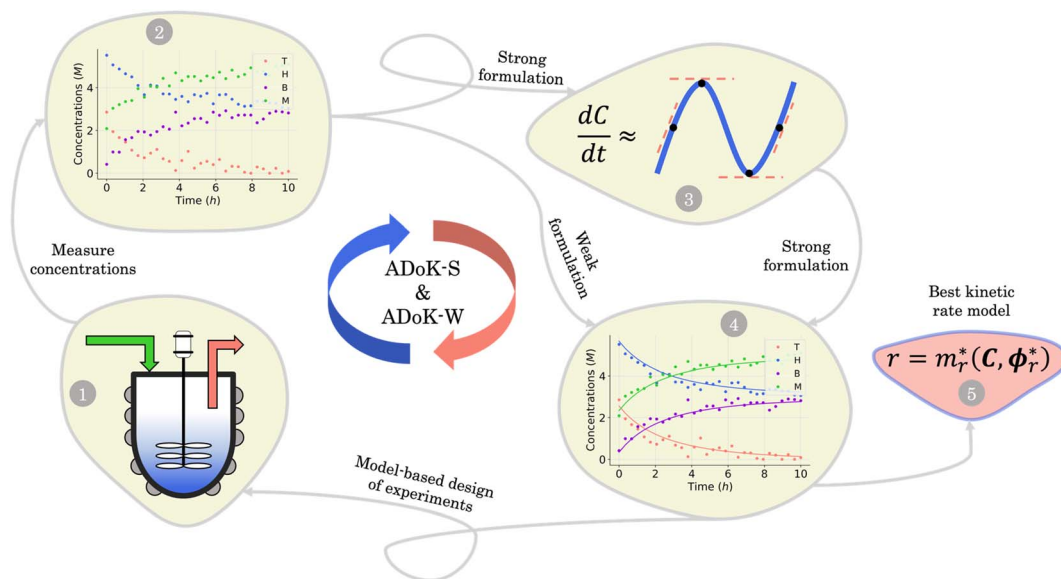 2
Concentrations (M)
4
2
0
0 2 4 6 8 10
Time (h)
T
H
B
M
Strong
formulation
dC
dt
≈
3
Measure
concentrations
ADoK-S
&
ADoK-W
Weak
formulation
Strong
formulation
1
4
Concentrations (M)
4
2
0
0 2 4 6 8 10
Time (h)
T
H
B
M
Best kinetic
rate model
r = m*r(C, ϕ*r)
5
Model-based design
of experiments